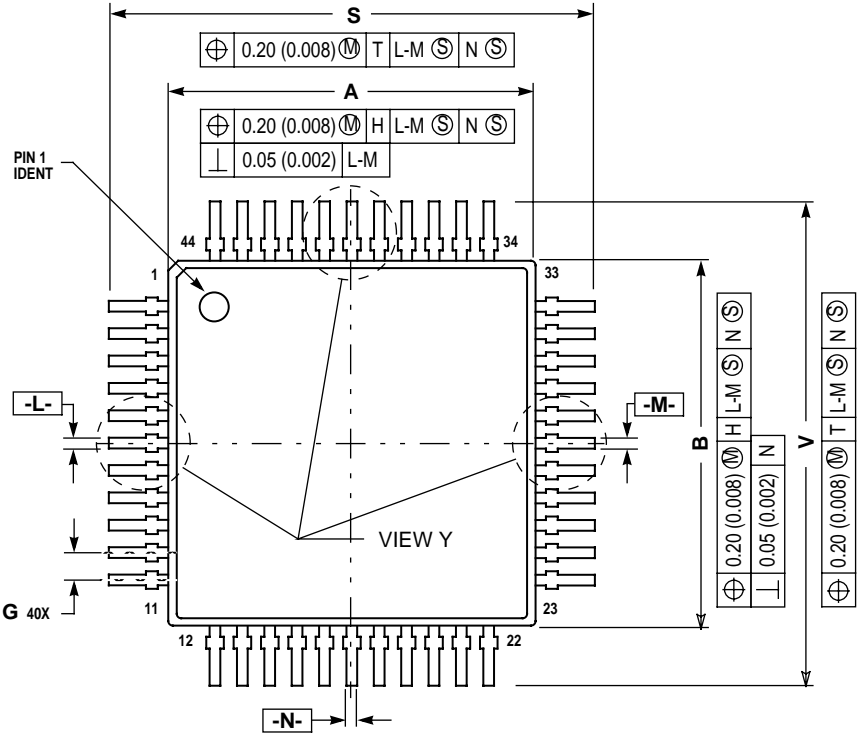 S
⌖ 0.20 (0.008) Ⓜ T L-M Ⓢ N Ⓢ
A
⌖ 0.20 (0.008) Ⓜ H L-M Ⓢ N Ⓢ
⊥ 0.05 (0.002) L-M
PIN 1
IDENT
44
34
1
33
-L-
-M-
B
⌖ 0.20 (0.008) Ⓜ H L-M Ⓢ N Ⓢ
⊥ 0.05 (0.002) N
V
⌖ 0.20 (0.008) Ⓜ T L-M Ⓢ N Ⓢ
VIEW Y
G 40X
11
23
12
22
-N-